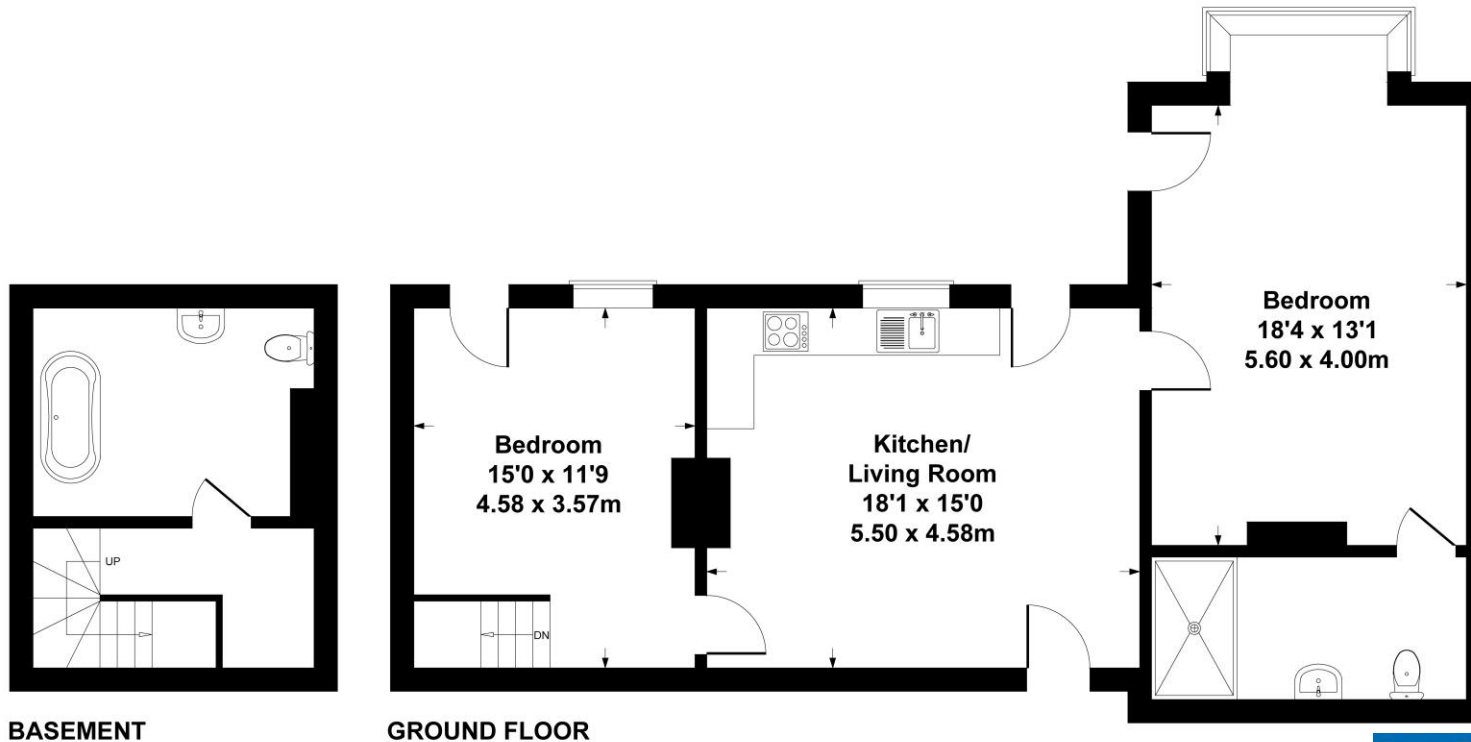 Bedroom
18'4 x 13'1
5.60 x 4.00m
Bedroom
15'0 x 11'9
4.58 x 3.57m
Kitchen/
Living Room
18'1 x 15'0
5.50 x 4.58m
UP
DN
BASEMENT
GROUND FLOOR